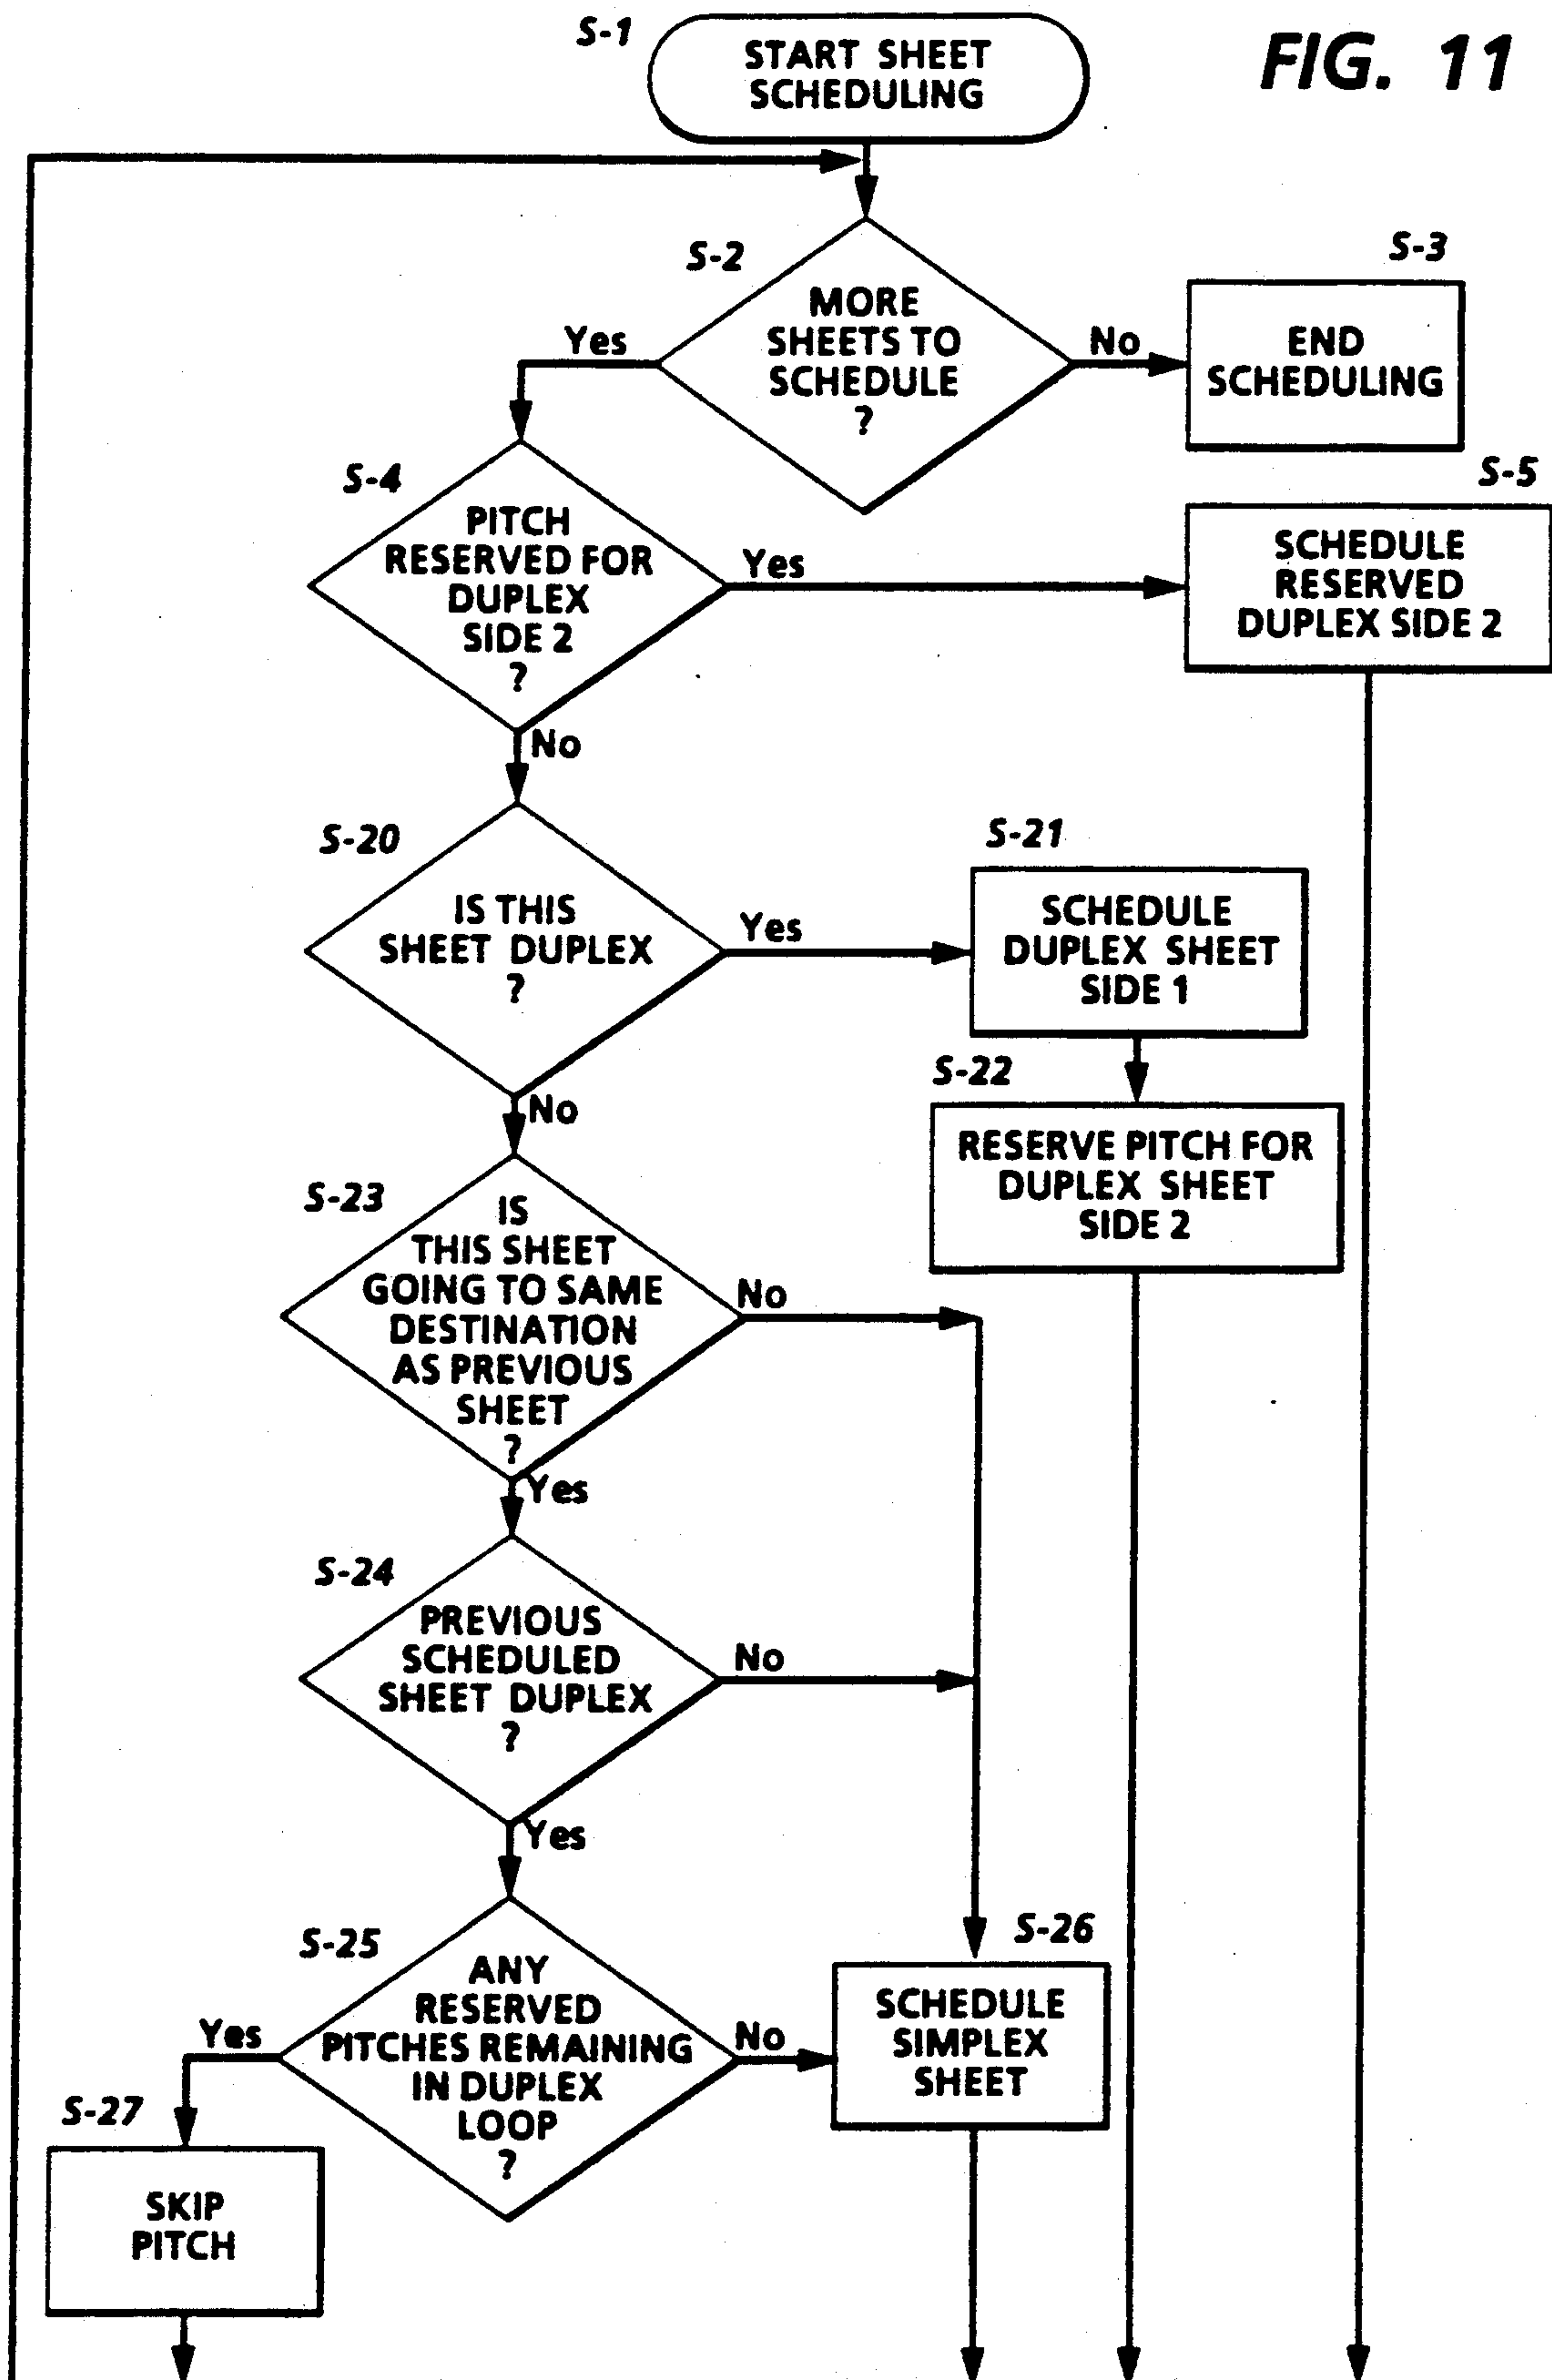 S-1
START SHEET
SCHEDULING
FIG. 11
S-2
MORE
SHEETS TO
SCHEDULE
?
Yes
No
S-3
END
SCHEDULING
S-4
PITCH
RESERVED FOR
DUPLEX
SIDE 2
?
Yes
No
S-5
SCHEDULE
RESERVED
DUPLEX SIDE 2
S-20
IS THIS
SHEET DUPLEX
?
Yes
No
S-21
SCHEDULE
DUPLEX SHEET
SIDE 1
S-22
RESERVE PITCH FOR
DUPLEX SHEET
SIDE 2
S-23
IS
THIS SHEET
GOING TO SAME
DESTINATION
AS PREVIOUS
SHEET
?
No
Yes
S-24
PREVIOUS
SCHEDULED
SHEET DUPLEX
?
No
Yes
S-25
ANY
RESERVED
PITCHES REMAINING
IN DUPLEX
LOOP
?
Yes
No
S-26
SCHEDULE
SIMPLEX
SHEET
S-27
SKIP
PITCH